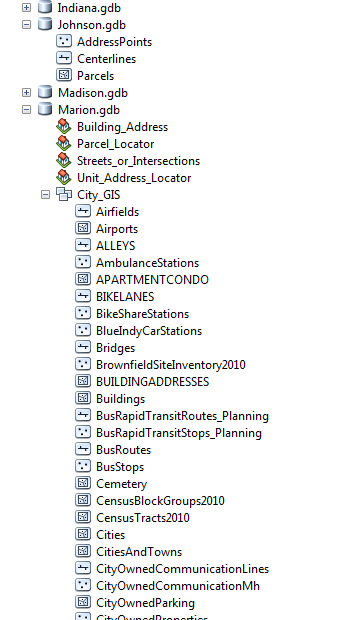 Indiana.gdb
Johnson.gdb
AddressPoints
Centerlines
Parcels
Madison.gdb
Marion.gdb
Building_Address
Parcel_Locator
Streets_or_Intersections
Unit_Address_Locator
City_GIS
Airfields
Airports
ALLEYS
AmbulanceStations
APARTMENTCONDO
BIKELANES
BikeShareStations
BlueIndyCarStations
Bridges
BrownfieldSiteInventory2010
BUILDINGADDRESSES
Buildings
BusRapidTransitRoutes_Planning
BusRapidTransitStops_Planning
BusRoutes
BusStops
Cemetery
CensusBlockGroups2010
CensusTracts2010
Cities
CitiesAndTowns
CityOwnedCommunicationLines
CityOwnedCommunicationMh
CityOwnedParking
CityOwnedProperties